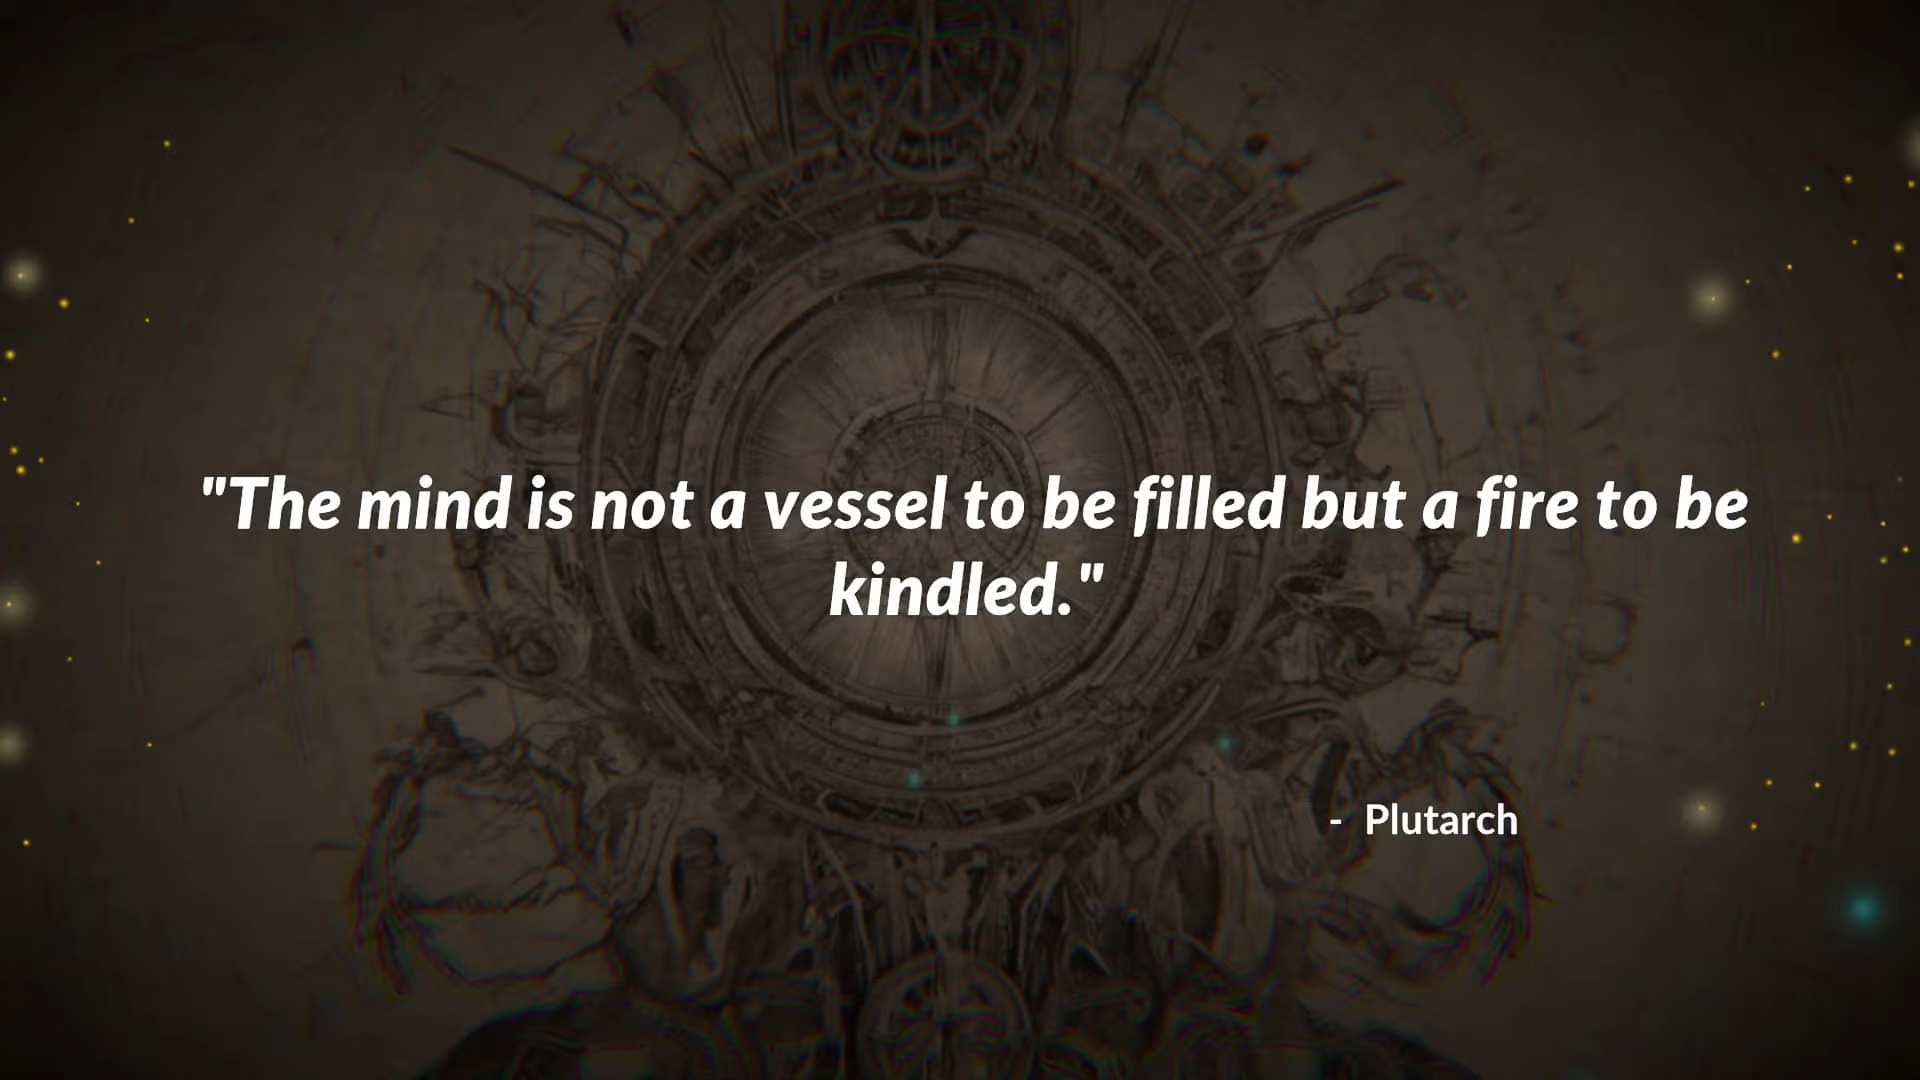 "The mind is not a vessel to be filled but a fire to be
kindled."
- Plutarch